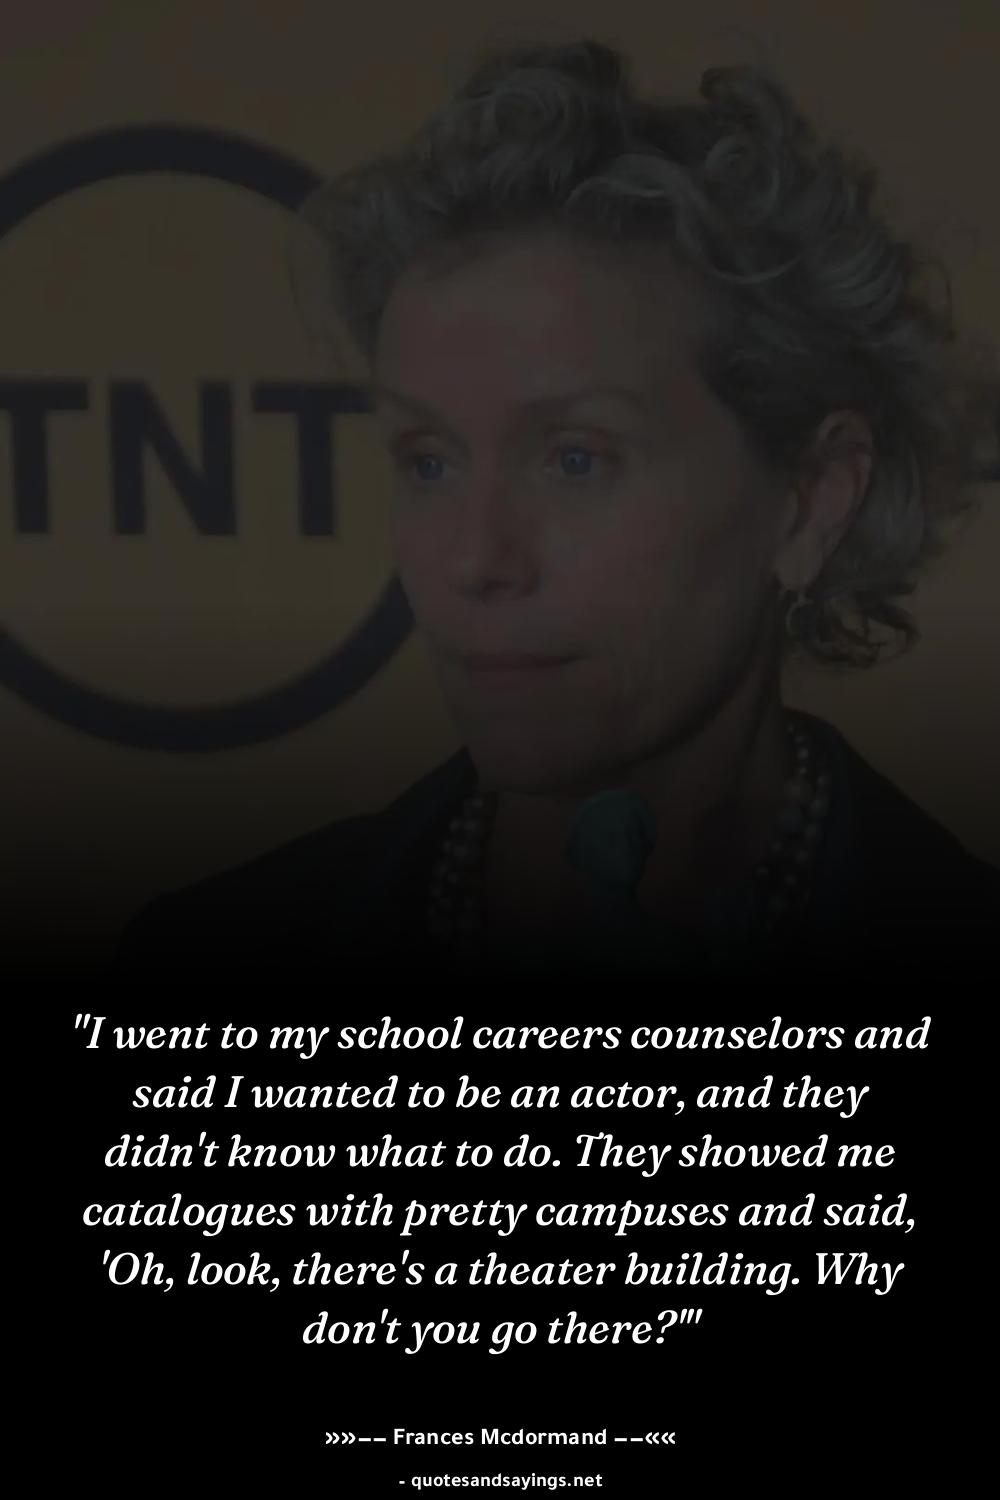 TNT
"I went to my school careers counselors and
said I wanted to be an actor, and they
didn't know what to do. They showed me
catalogues with pretty campuses and said,
'Oh, look, there's a theater building. Why
don't you go there?'"
»»–– Frances Mcdormand ––««
- quotesandsayings.net